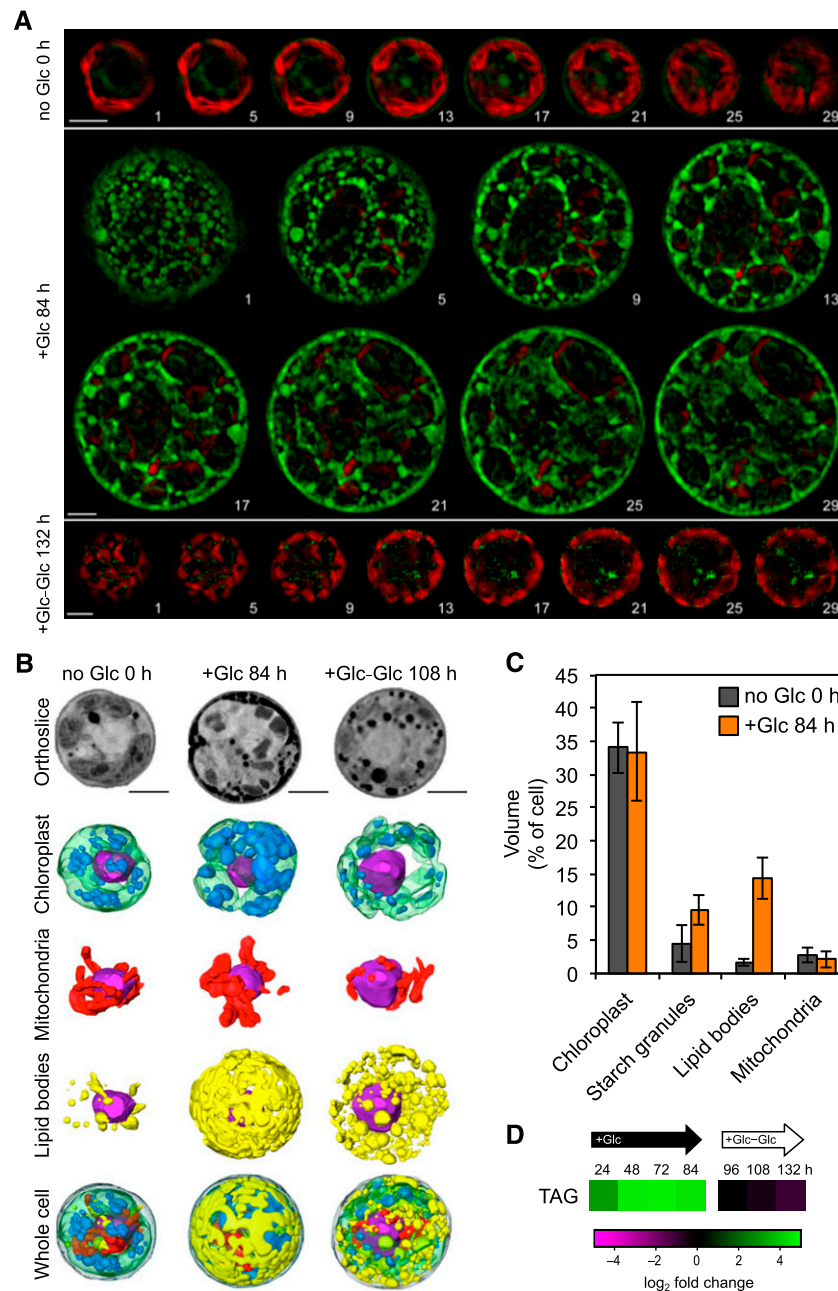 A
no Glc 0 h
1 5 9 13 17 21 25 29
+Glc 84 h
1 5 9 13
17 21 25 29
+Glc-Glc 132 h
1 5 9 13 17 21 25 29
B
no Glc 0 h +Glc 84 h +Glc-Glc 108 h
Orthoslice
Chloroplast
Mitochondria
Lipid bodies
Whole cell
C
Volume
(% of cell)
45
40
35
30
25
20
15
10
5
0
no Glc 0 h
+Glc 84 h
Chloroplast
Starch granules
Lipid bodies
Mitochondria
D
+Glc +Glc−Glc
24 48 72 84 96 108 132 h
TAG
−4 −2 0 2 4
log₂ fold change